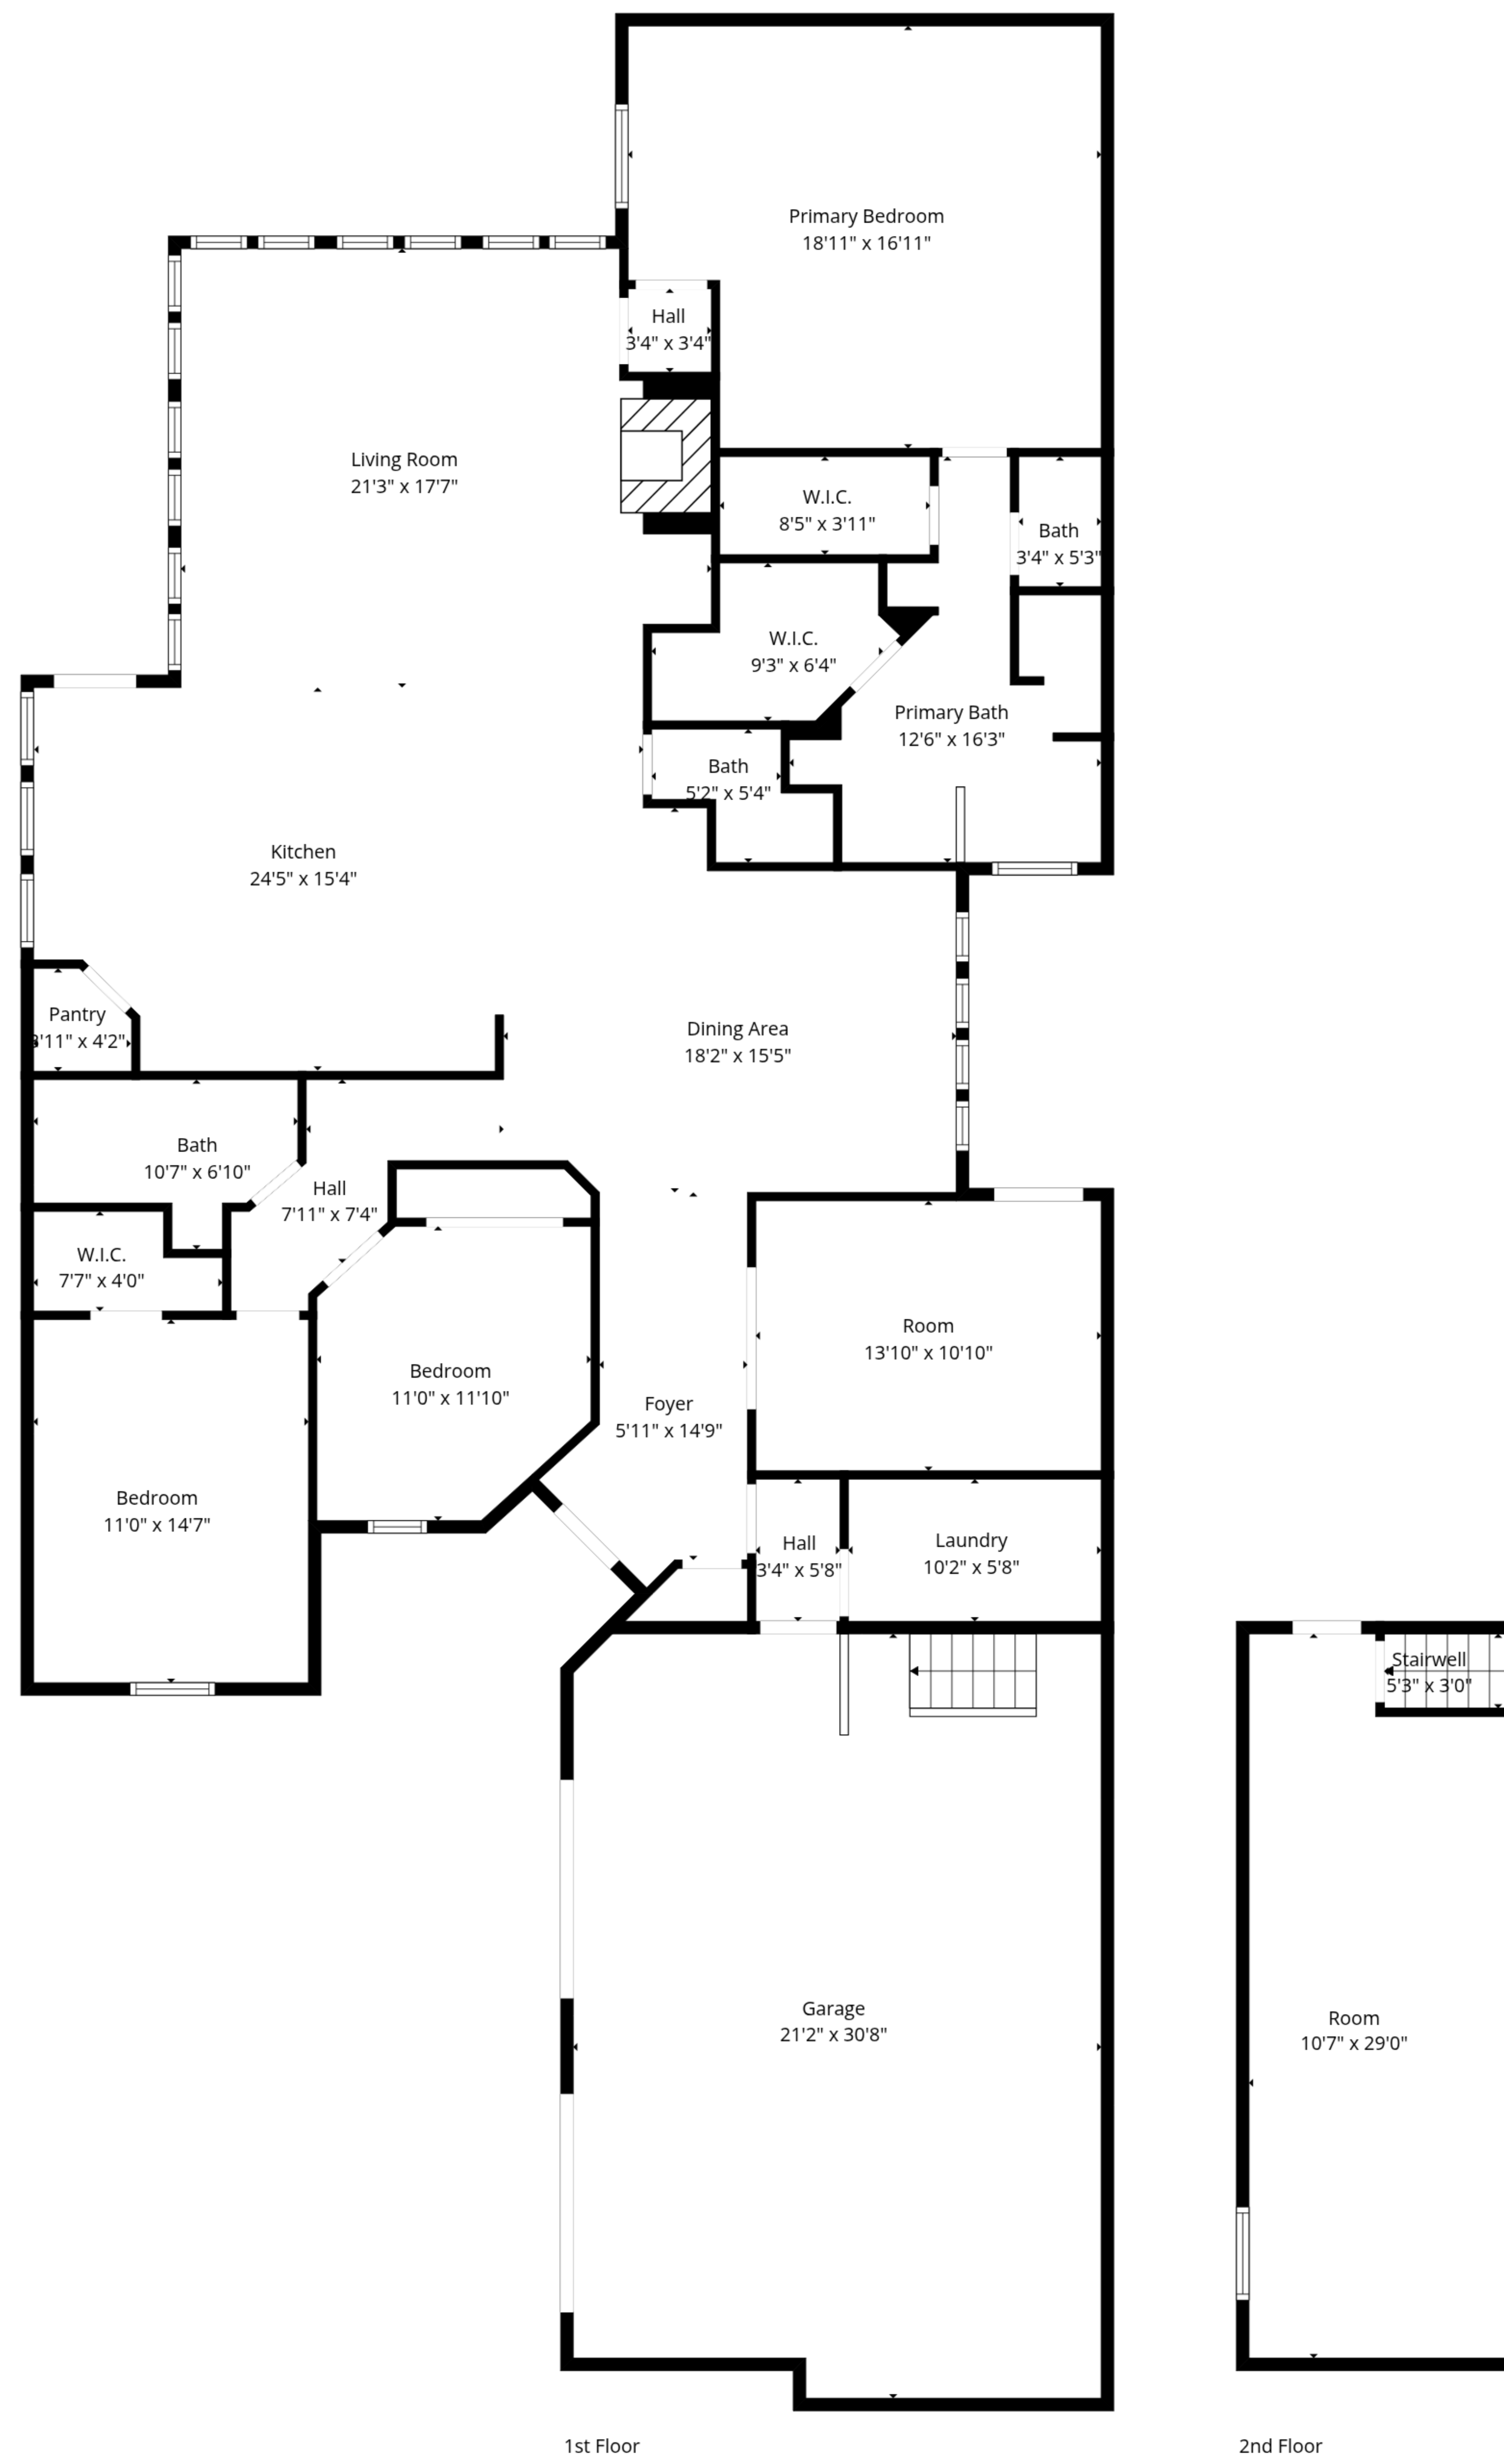 Primary Bedroom
18'11" x 16'11"
Hall
3'4" x 3'4"
Living Room
21'3" x 17'7"
W.I.C.
8'5" x 3'11"
Bath
3'4" x 5'3"
W.I.C.
9'3" x 6'4"
Primary Bath
12'6" x 16'3"
Bath
5'2" x 5'4"
Kitchen
24'5" x 15'4"
Pantry
x 4'2"
Dining Area
18'2" x 15'5"
Bath
10'7" x 6'10"
Hall
7'11" x 7'4"
W.I.C.
7'7" x 4'0"
Room
13'10" x 10'10"
Bedroom
11'0" x 11'10"
Foyer
5'11" x 14'9"
Bedroom
11'0" x 14'7"
Hall
3'4" x 5'8"
Laundry
10'2" x 5'8"
Stairwell
5'3" x 3'0"
Garage
21'2" x 30'8"
Room
10'7" x 29'0"
1st Floor
2nd Floor